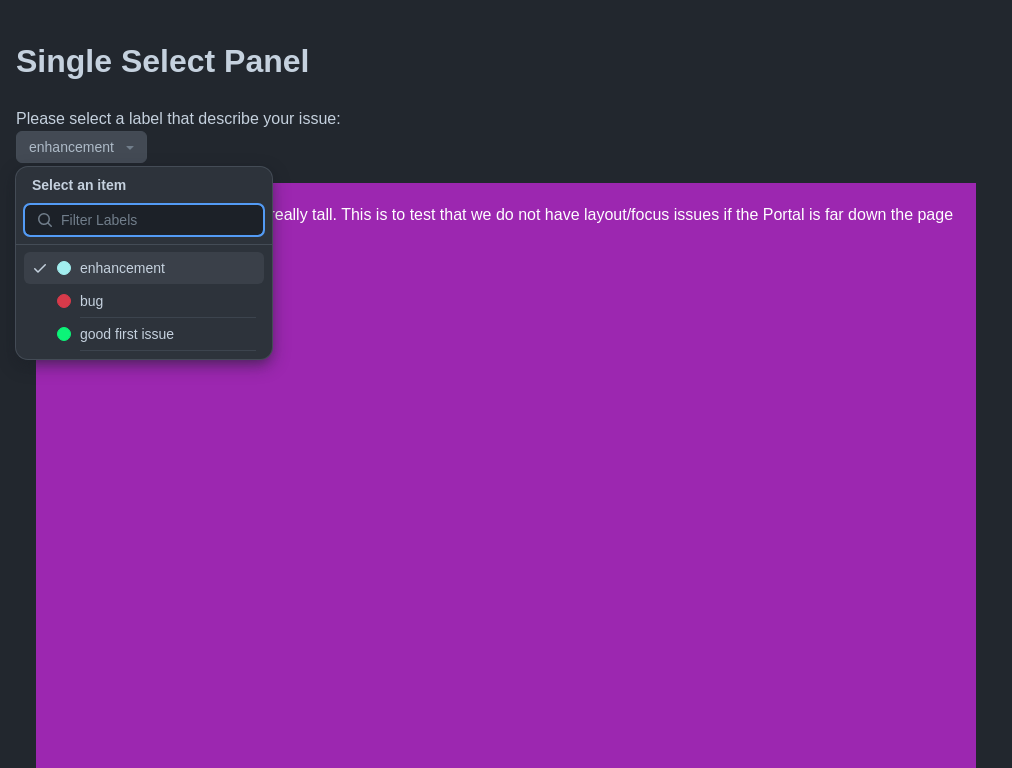 Single Select Panel
Please select a label that describe your issue:
enhancement
Select an item
Filter Labels
really tall. This is to test that we do not have layout/focus issues if the Portal is far down the page
enhancement
bug
good first issue